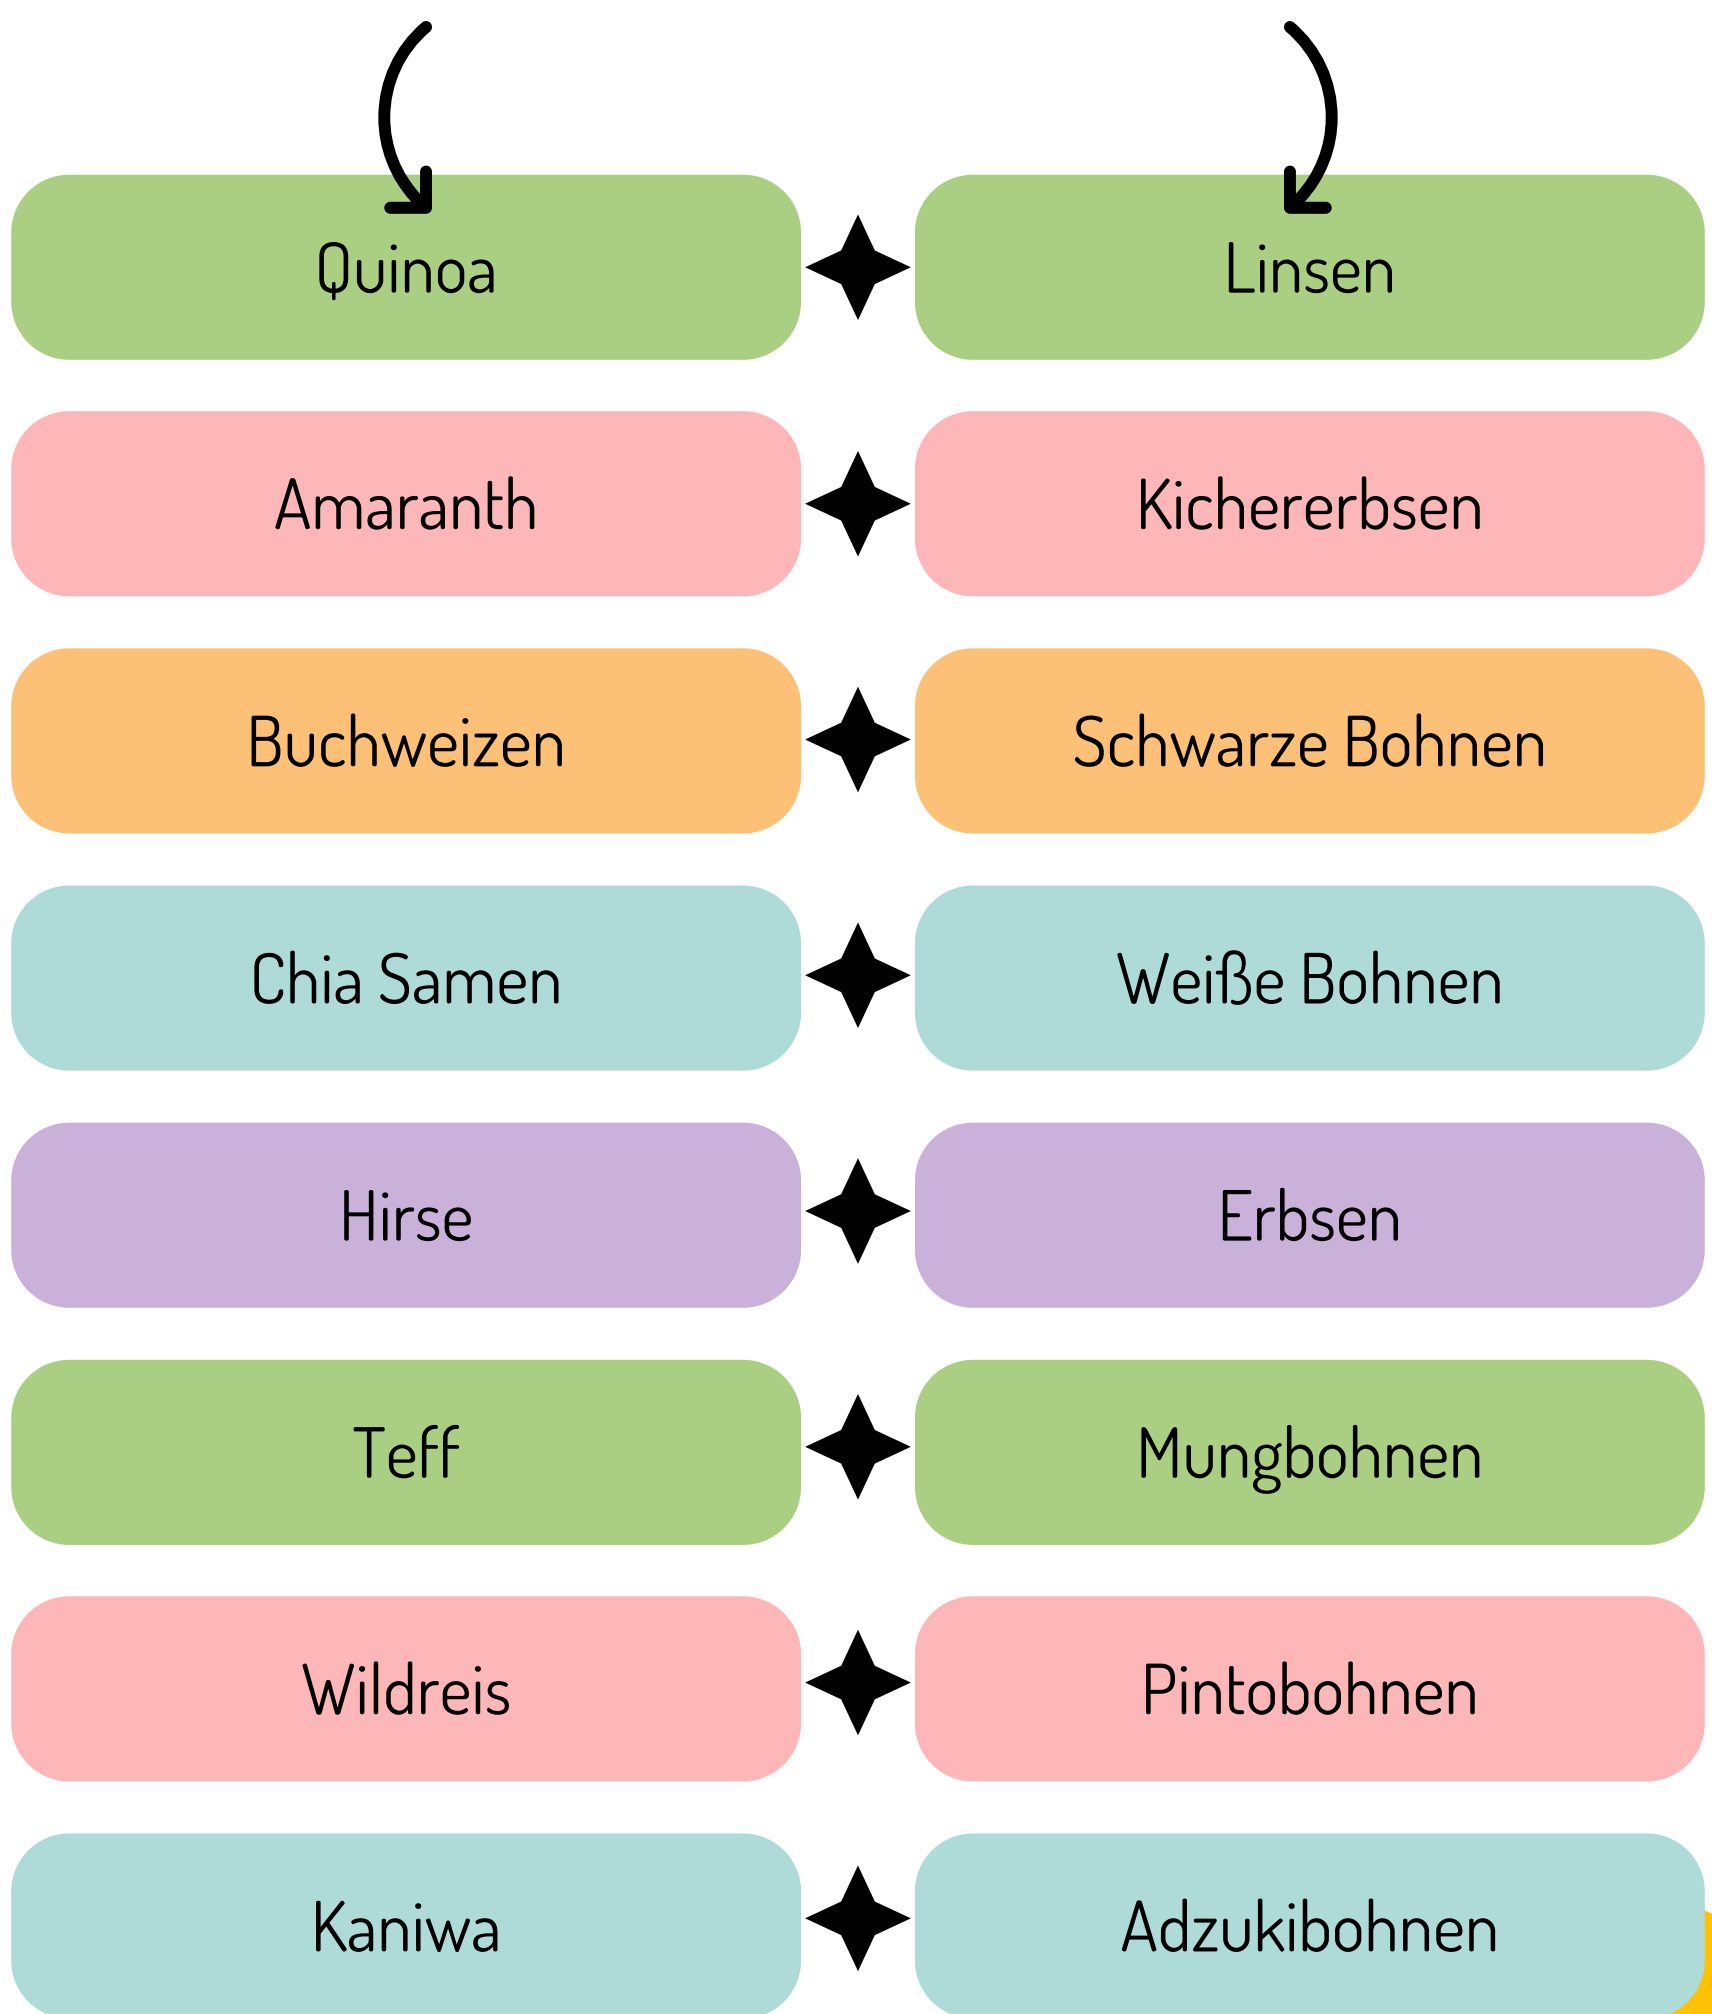 Quinoa
Linsen
Amaranth
Kichererbsen
Buchweizen
Schwarze Bohnen
Chia Samen
Weiße Bohnen
Hirse
Erbsen
Teff
Mungbohnen
Wildreis
Pintobohnen
Kaniwa
Adzukibohnen